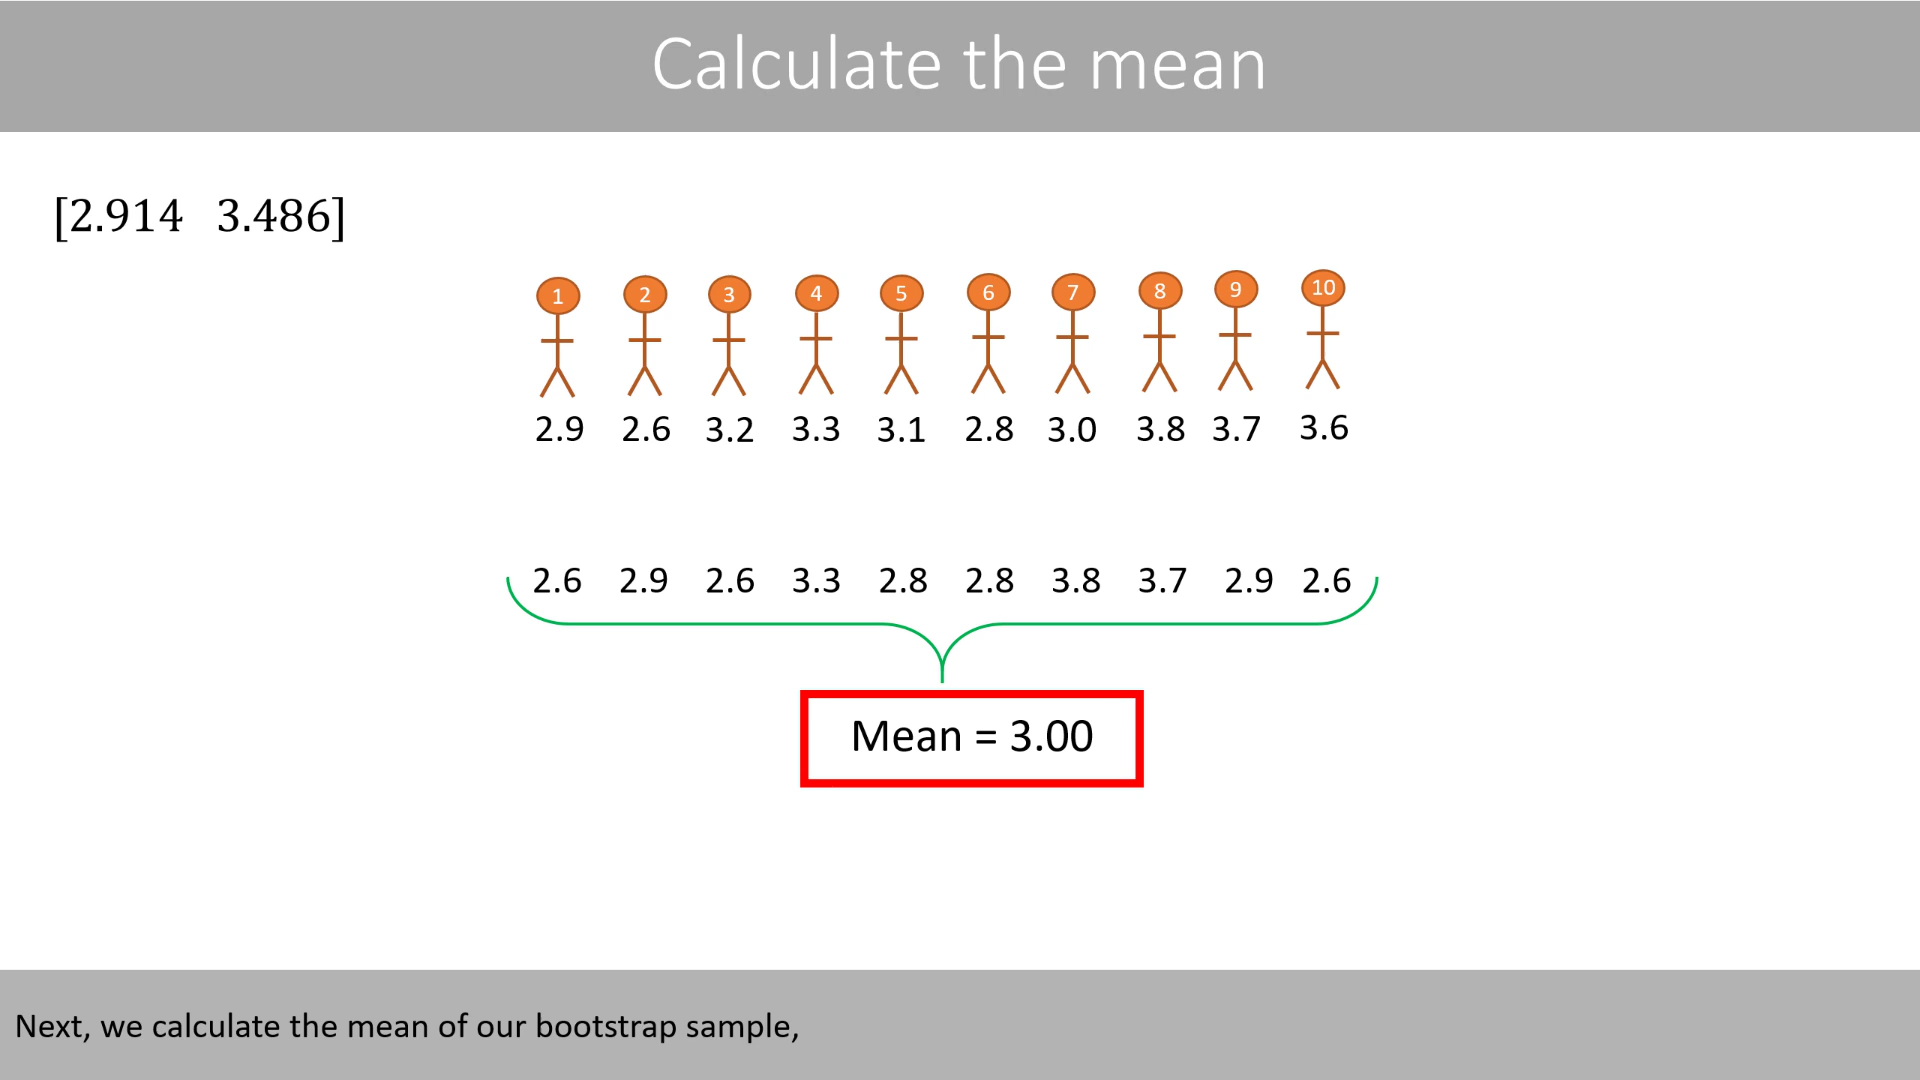 Calculate the mean
[2.914 3.486]
1 2 3 4 5 6 7 8 9 10
2.9 2.6 3.2 3.3 3.1 2.8 3.0 3.8 3.7 3.6
2.6 2.9 2.6 3.3 2.8 2.8 3.8 3.7 2.9 2.6
Mean = 3.00
Next, we calculate the mean of our bootstrap sample,